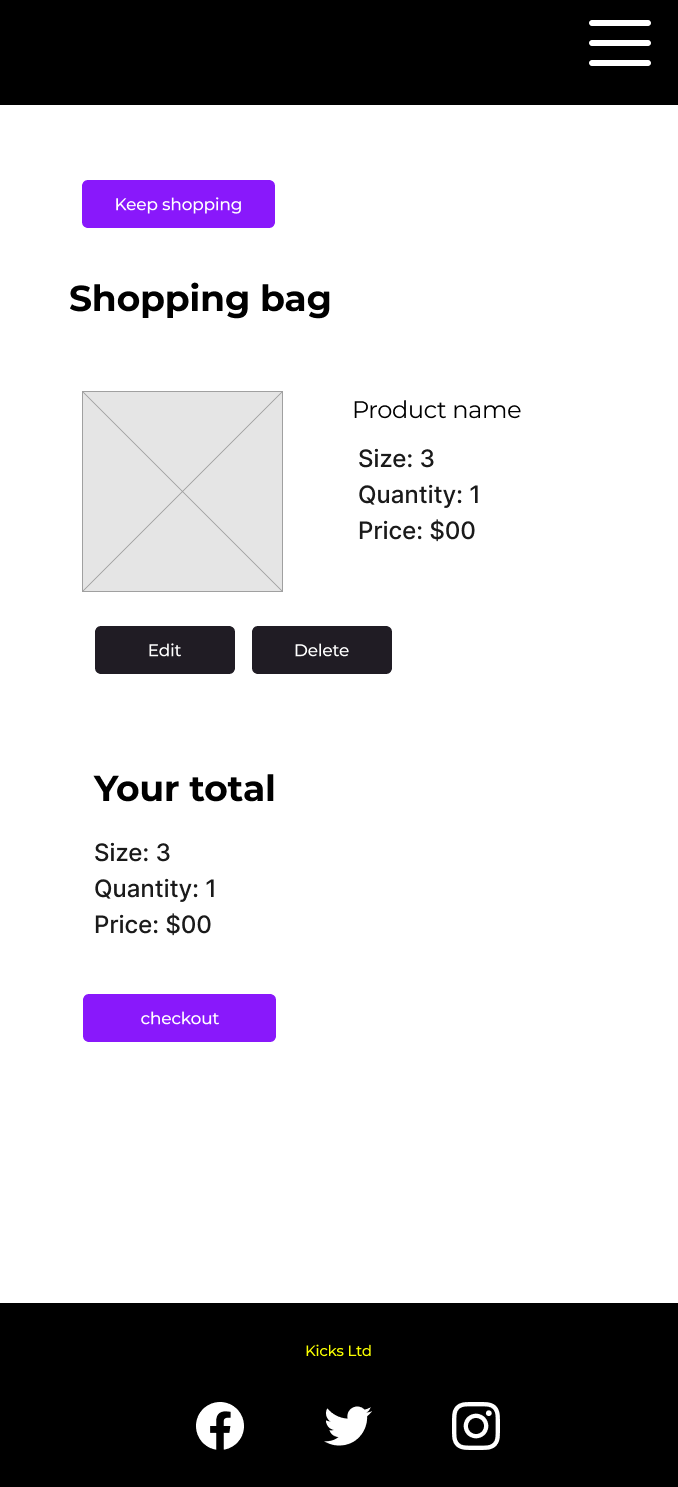 Keep shopping
Shopping bag
Product name
Size: 3
Quantity: 1
Price: $00
Edit
Delete
Your total
Size: 3
Quantity: 1
Price: $00
checkout
Kicks Ltd